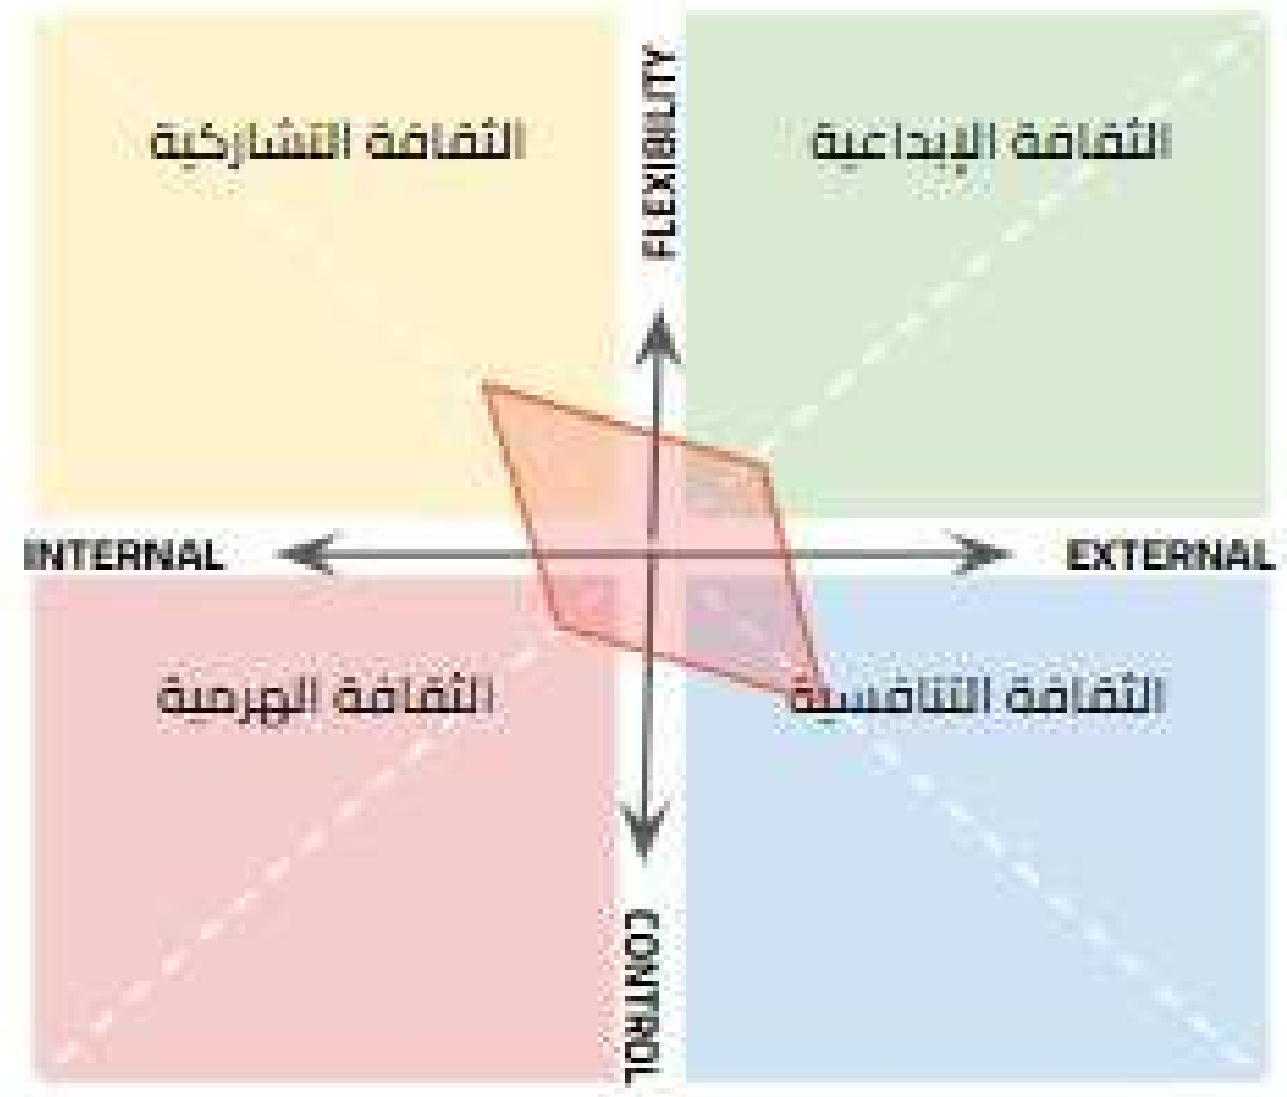 FLEXIBILITY
الثقافة الإبداعية
الثقافة التشاركية
INTERNAL
EXTERNAL
الثقافة التنافسية
الثقافة الهرمية
CONTROL